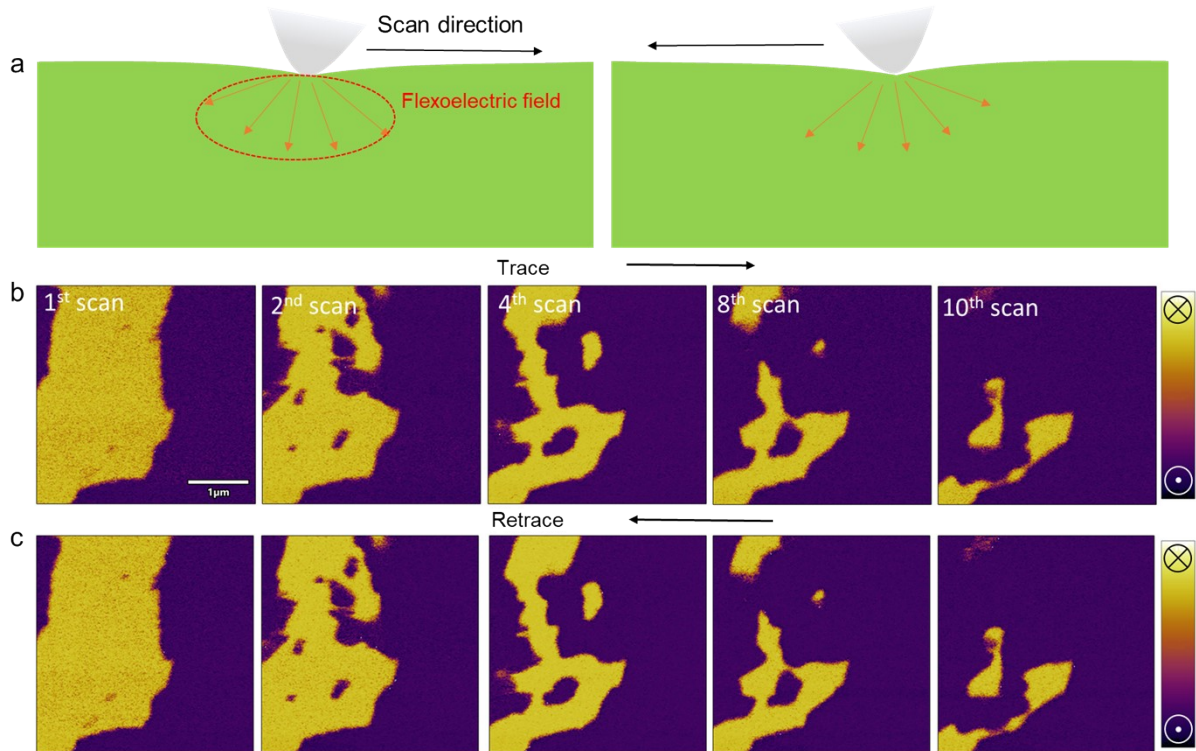 Scan direction
a
Flexoelectric field
Trace
b
1st scan
2nd scan
4th scan
8th scan
10th scan
1µm
Retrace
c